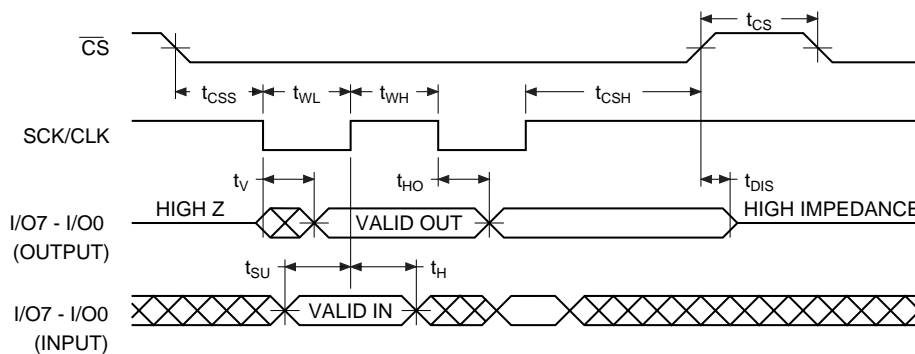 C̅S̅
tCS
tCSS
tWL
tWH
tCSH
SCK/CLK
tV
tHO
tDIS
I/O7 - I/O0
(OUTPUT)
HIGH Z
VALID OUT
HIGH IMPEDANCE
tSU
tH
I/O7 - I/O0
(INPUT)
VALID IN